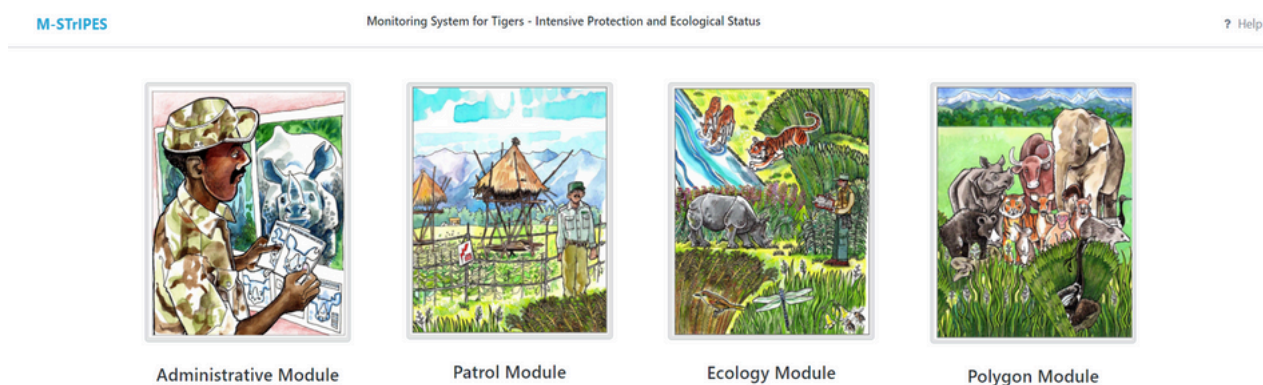 M-STrIPES
Monitoring System for Tigers - Intensive Protection and Ecological Status
? Help
Administrative Module
Patrol Module
Ecology Module
Polygon Module